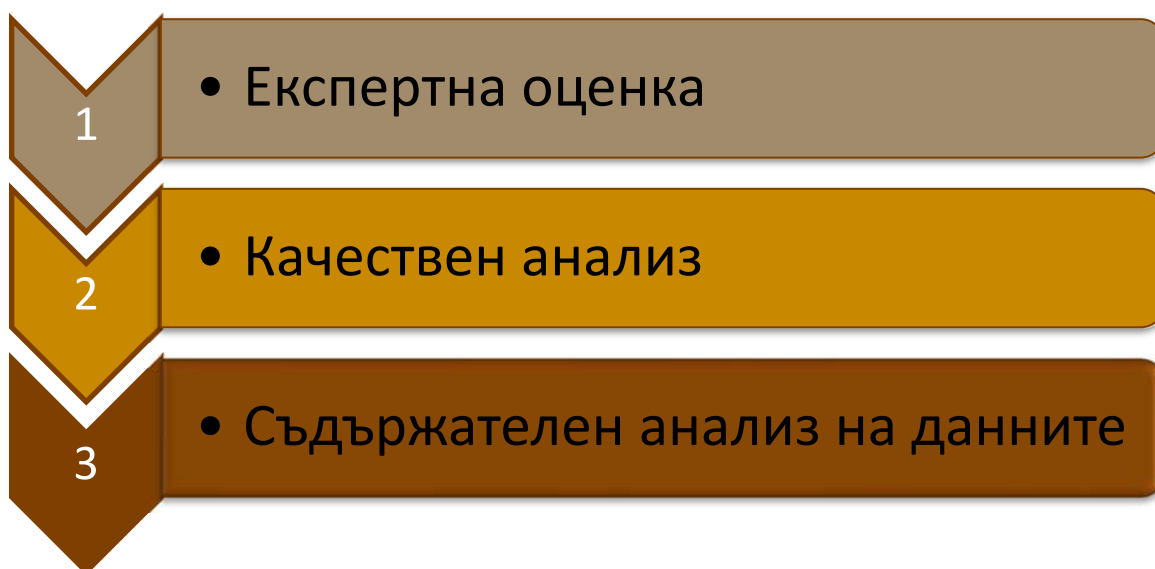 1
• Експертна оценка
2
• Качествен анализ
3
• Съдържателен анализ на данните